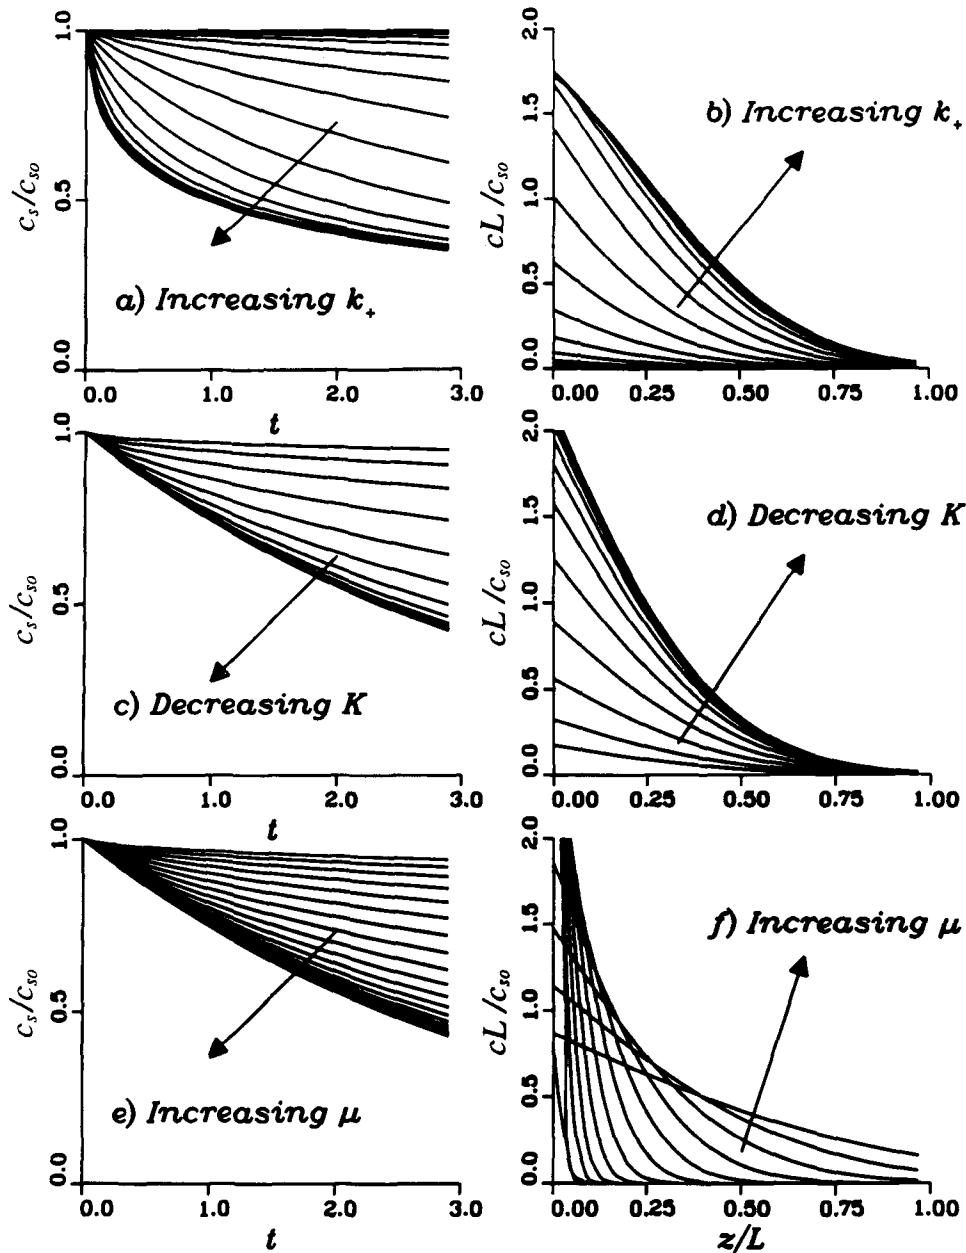 1.0
0.5
0.0
c_s/c_so
a) Increasing k_+
0.0 1.0 2.0 3.0
t
2.0
1.5
1.0
0.5
0.0
cL/c_so
b) Increasing k_+
0.00 0.25 0.50 0.75 1.00
1.0
0.5
0.0
c_s/c_so
c) Decreasing K
0.0 1.0 2.0 3.0
t
2.0
1.5
1.0
0.5
0.0
cL/c_so
d) Decreasing K
0.00 0.25 0.50 0.75 1.00
1.0
0.5
0.0
c_s/c_so
e) Increasing μ
0.0 1.0 2.0 3.0
t
2.0
1.5
1.0
0.5
0.0
cL/c_so
f) Increasing μ
0.00 0.25 0.50 0.75 1.00
z/L